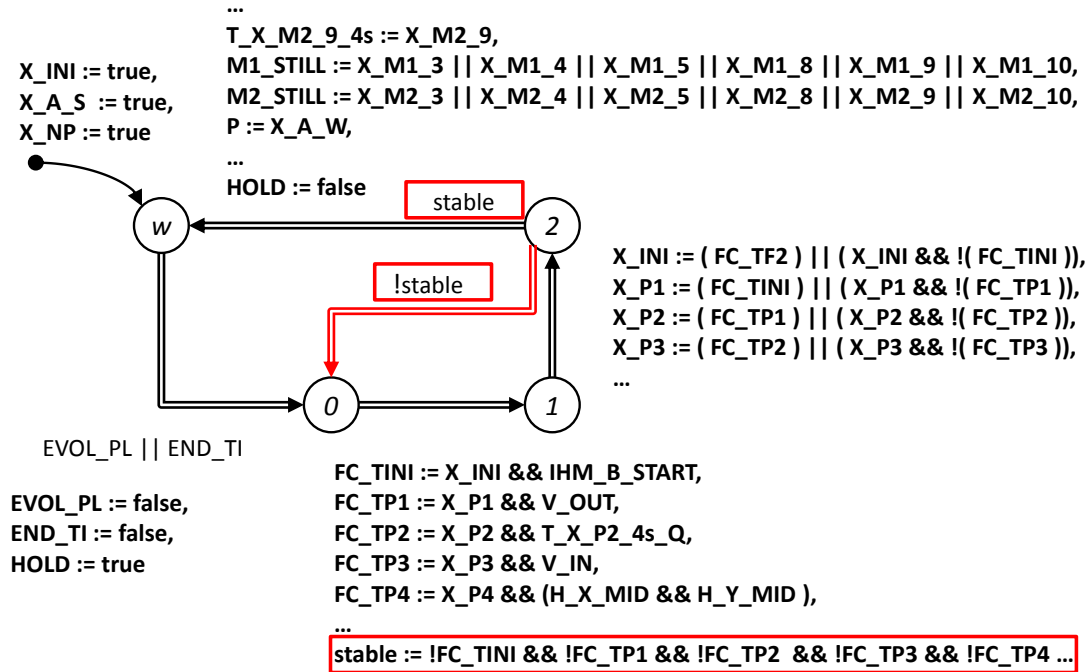 ...
T_X_M2_9_4s := X_M2_9,
M1_STILL := X_M1_3 || X_M1_4 || X_M1_5 || X_M1_8 || X_M1_9 || X_M1_10,
M2_STILL := X_M2_3 || X_M2_4 || X_M2_5 || X_M2_8 || X_M2_9 || X_M2_10,
P := X_A_W,
...
HOLD := false
X_INI := true,
X_A_S := true,
X_NP := true
stable
w
2
!stable
X_INI := ( FC_TF2 ) || ( X_INI && !( FC_TINI )),
X_P1 := ( FC_TINI ) || ( X_P1 && !( FC_TP1 )),
X_P2 := ( FC_TP1 ) || ( X_P2 && !( FC_TP2 )),
X_P3 := ( FC_TP2 ) || ( X_P3 && !( FC_TP3 )),
...
0
1
EVOL_PL || END_TI
EVOL_PL := false,
END_TI := false,
HOLD := true
FC_TINI := X_INI && IHM_B_START,
FC_TP1 := X_P1 && V_OUT,
FC_TP2 := X_P2 && T_X_P2_4s_Q,
FC_TP3 := X_P3 && V_IN,
FC_TP4 := X_P4 && (H_X_MID && H_Y_MID ),
...
stable := !FC_TINI && !FC_TP1 && !FC_TP2 && !FC_TP3 && !FC_TP4 ...